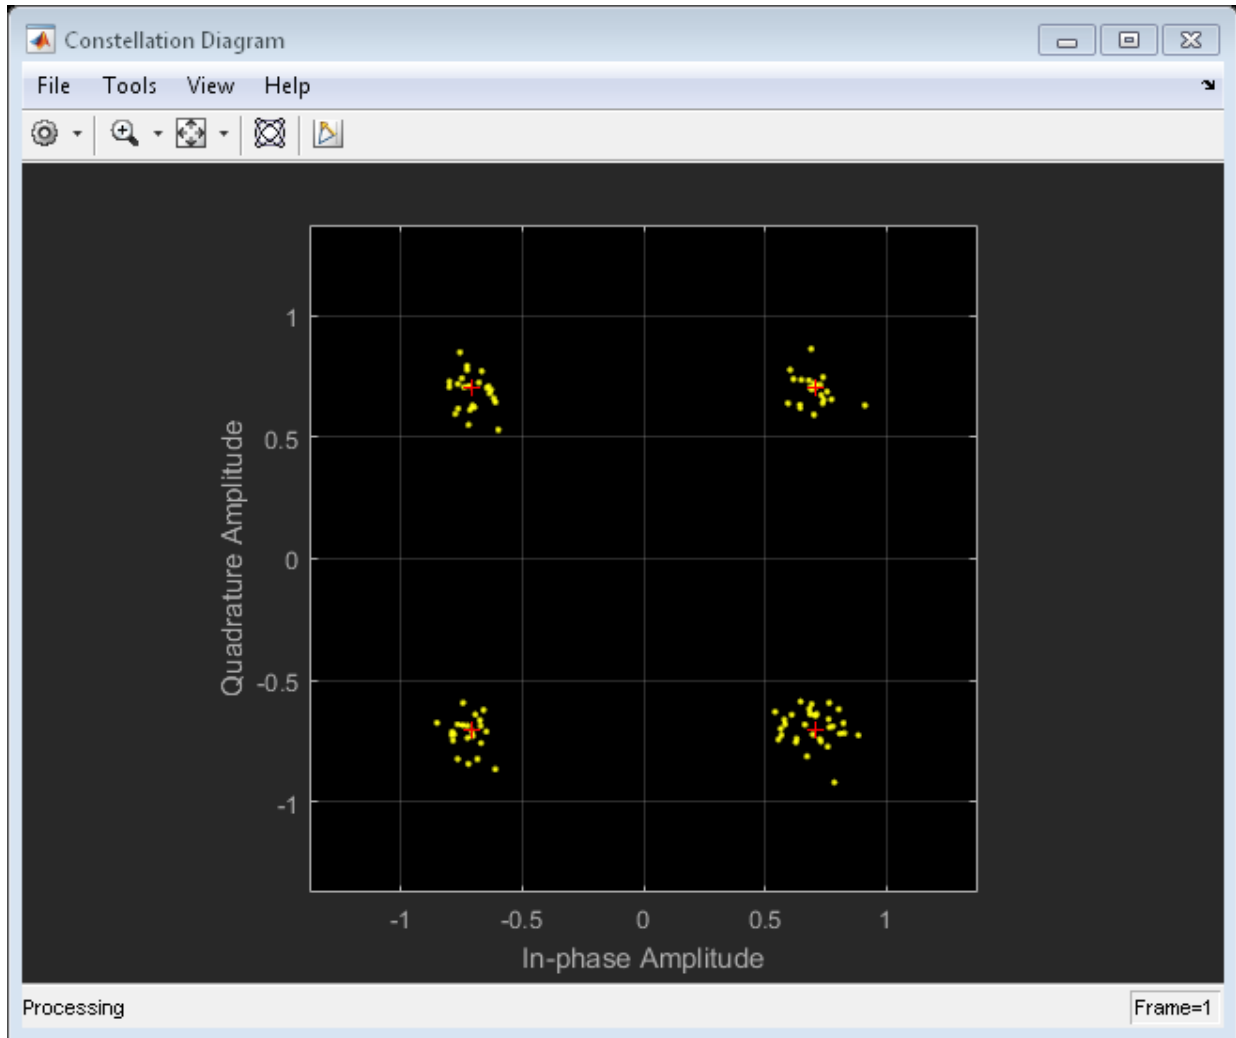 Constellation Diagram
File Tools View Help
Quadrature Amplitude
1
0.5
0
-0.5
-1
-1 -0.5 0 0.5 1
In-phase Amplitude
Processing Frame=1